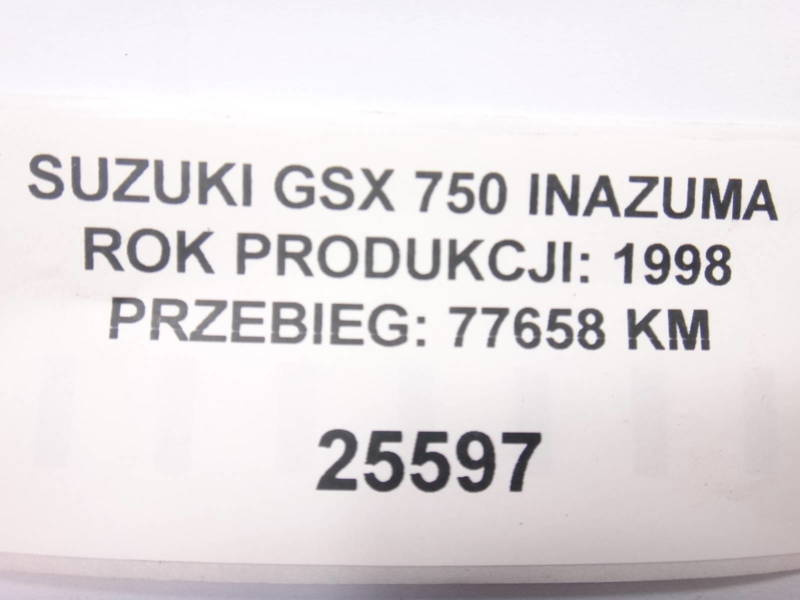 SUZUKI GSX 750 INAZUMA
ROK PRODUKCJI: 1998
PRZEBIEG: 77658 KM
25597